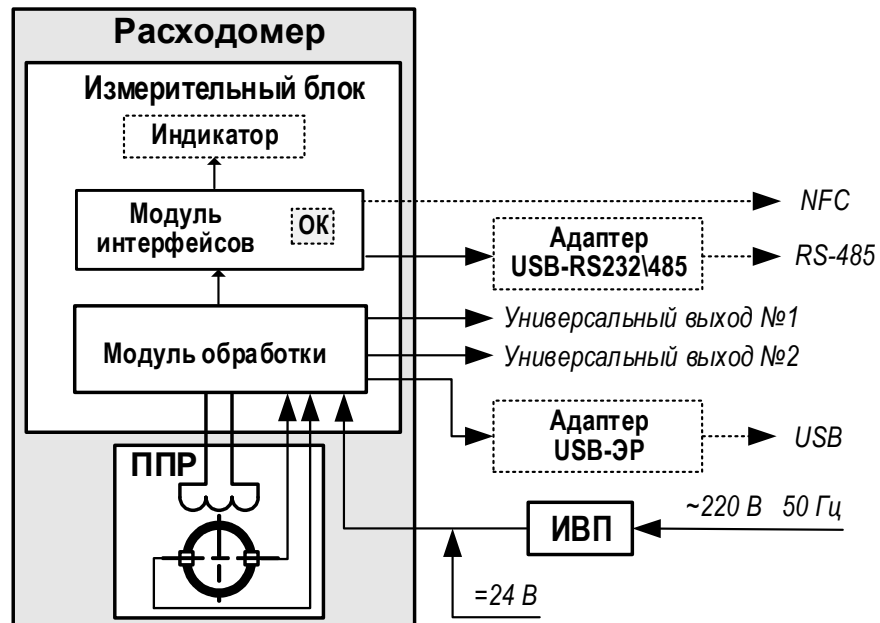 Расходомер
Измерительный блок
Индикатор
Модуль
интерфейсов
ОК
NFC
Адаптер
USB-RS232\485
RS-485
Модуль обработки
Универсальный выход №1
Универсальный выход №2
Адаптер
USB-ЭР
USB
ППР
ИВП
~220 В 50 Гц
=24 В